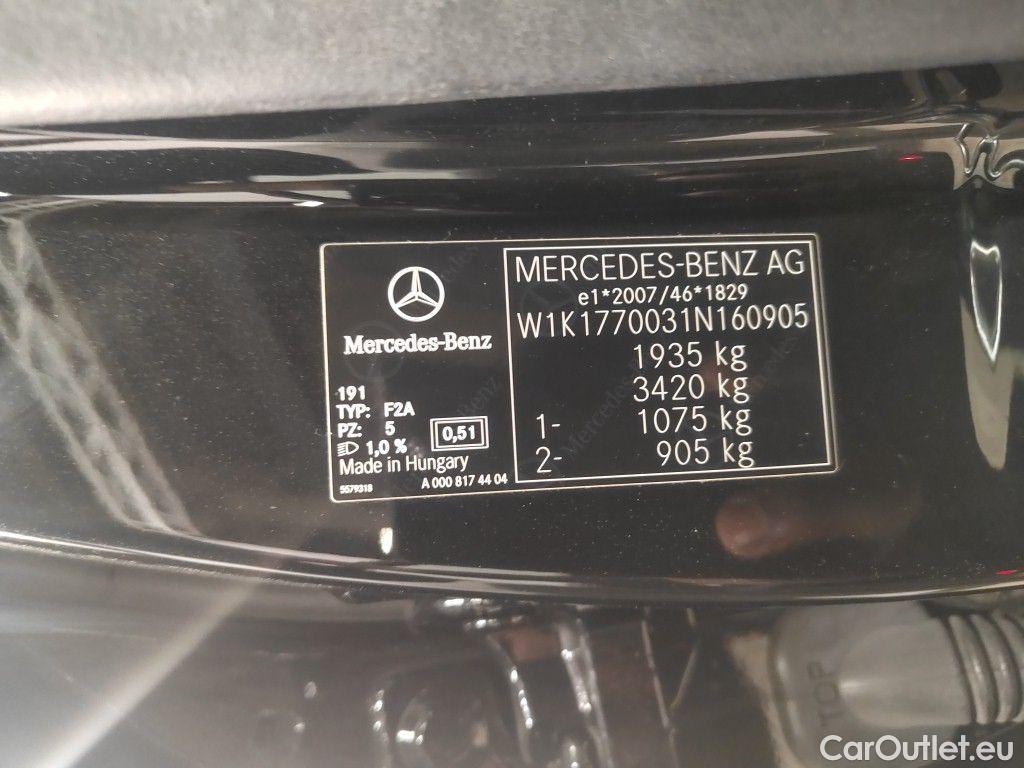 Mercedes-Benz
191
TYP: F2A
PZ: 5
1,0 %
0,51
Made in Hungary
5579318
A 000 817 44 04
MERCEDES-BENZ AG
e1*2007/46*1829
W1K1770031N160905
1935 kg
3420 kg
1- 1075 kg
2- 905 kg
TOP
CarOutlet.eu